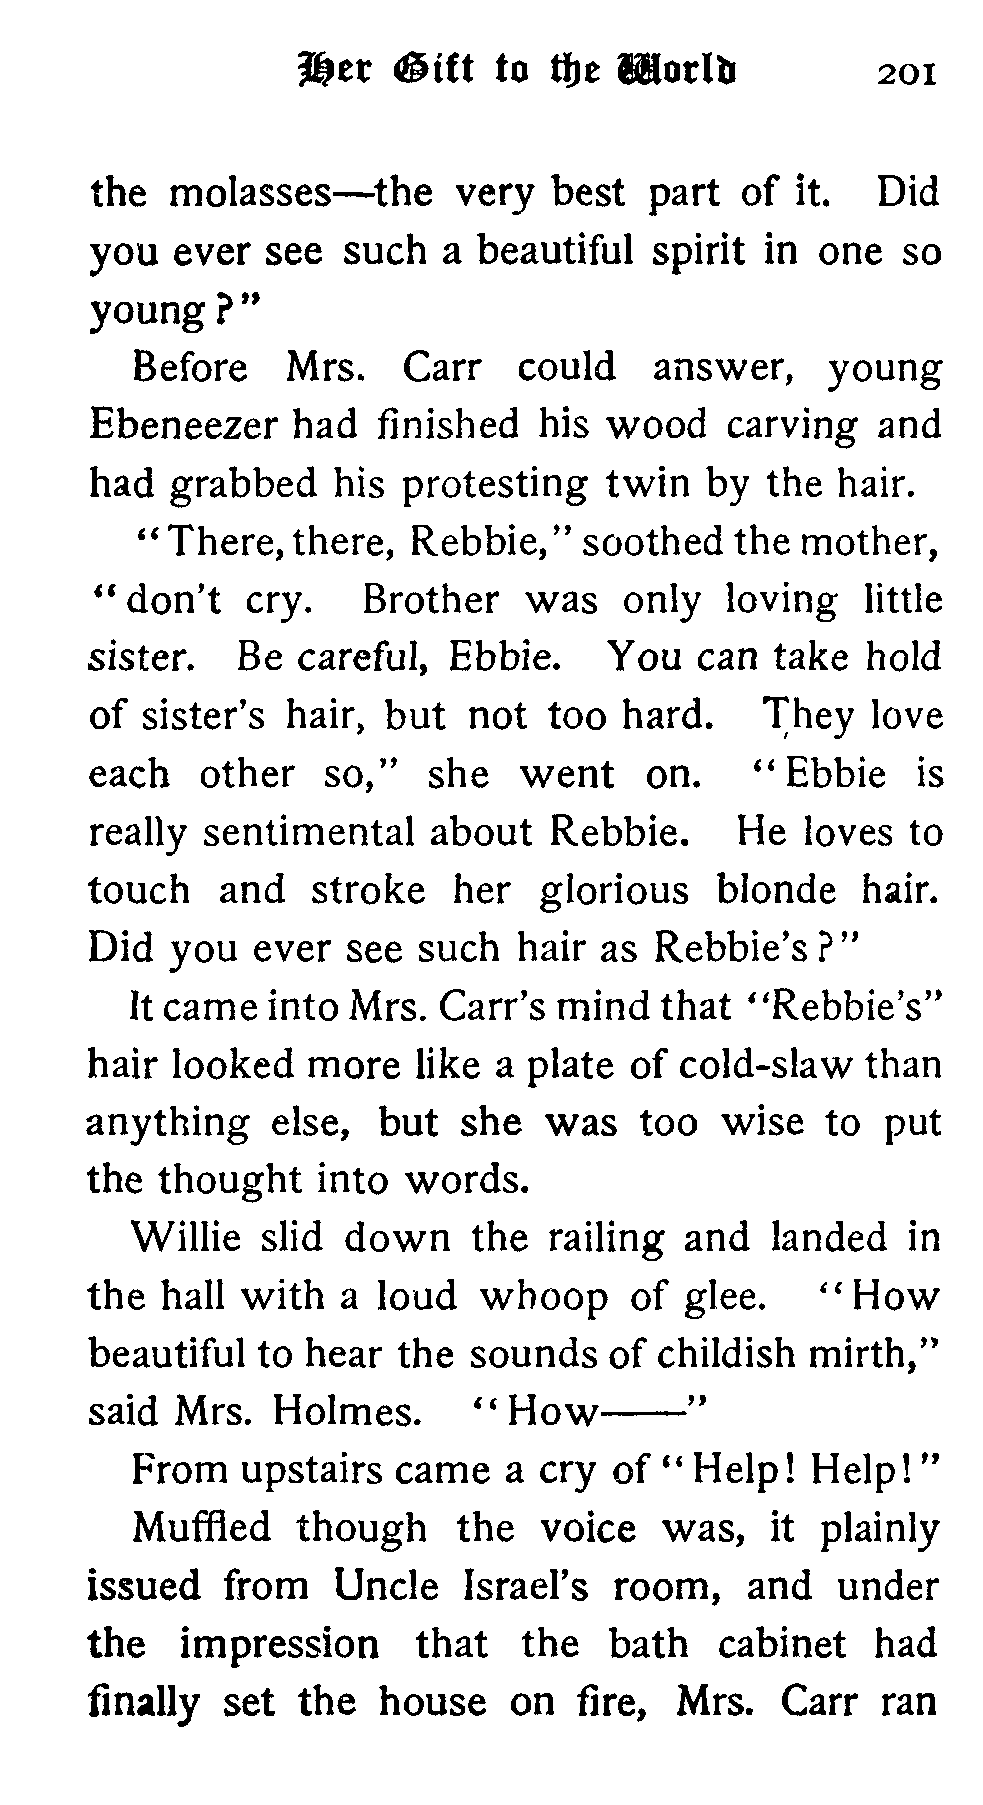 Her Gift to the World 201
the molasses—the very best part of it. Did
you ever see such a beautiful spirit in one so
young?"
Before Mrs. Carr could answer, young
Ebeneezer had finished his wood carving and
had grabbed his protesting twin by the hair.
"There, there, Rebbie," soothed the mother,
"don't cry. Brother was only loving little
sister. Be careful, Ebbie. You can take hold
of sister's hair, but not too hard. They love
each other so," she went on. "Ebbie is
really sentimental about Rebbie. He loves to
touch and stroke her glorious blonde hair.
Did you ever see such hair as Rebbie's?"
It came into Mrs. Carr's mind that "Rebbie's"
hair looked more like a plate of cold-slaw than
anything else, but she was too wise to put
the thought into words.
Willie slid down the railing and landed in
the hall with a loud whoop of glee. "How
beautiful to hear the sounds of childish mirth,"
said Mrs. Holmes. "How——"
From upstairs came a cry of "Help! Help!"
Muffled though the voice was, it plainly
issued from Uncle Israel's room, and under
the impression that the bath cabinet had
finally set the house on fire, Mrs. Carr ran